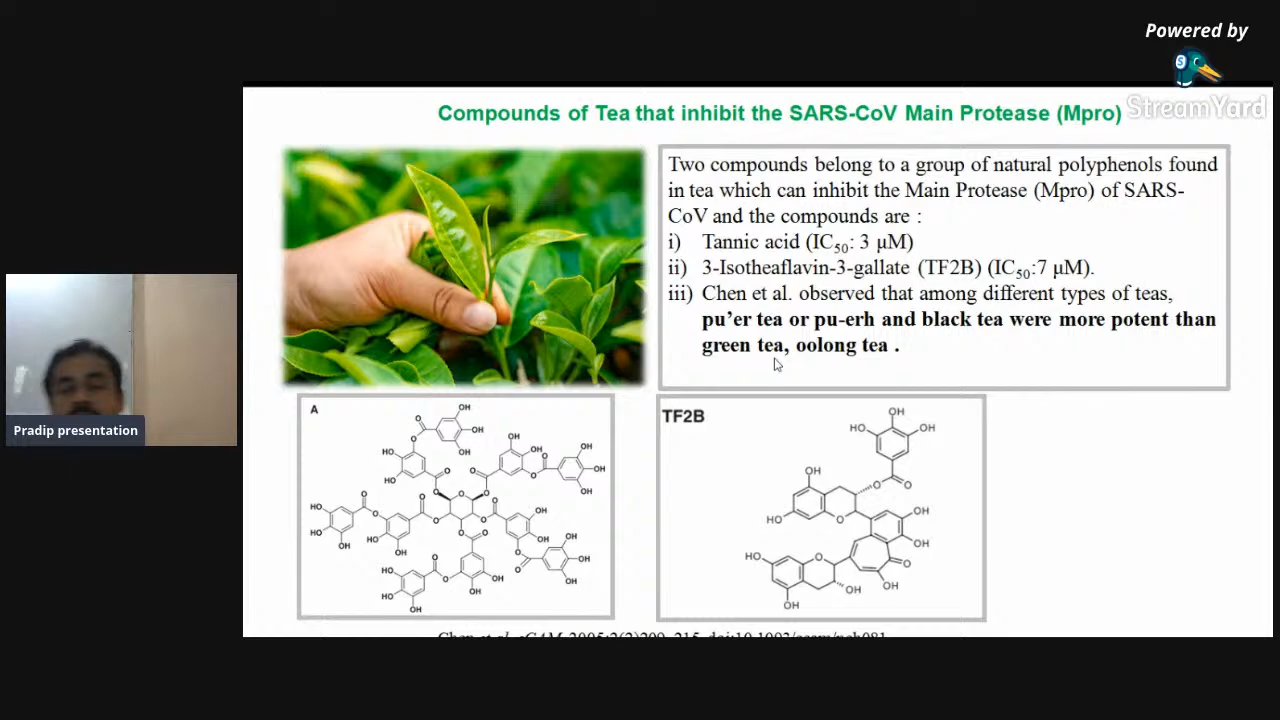 Powered by
StreamYard
Compounds of Tea that inhibit the SARS-CoV Main Protease (Mpro)
Two compounds belong to a group of natural polyphenols found
in tea which can inhibit the Main Protease (Mpro) of SARS-
CoV and the compounds are :
i) Tannic acid (IC50: 3 μM)
ii) 3-Isotheaflavin-3-gallate (TF2B) (IC50:7 μM).
iii) Chen et al. observed that among different types of teas,
pu'er tea or pu-erh and black tea were more potent than
green tea, oolong tea .
Pradip presentation
A
TF2B